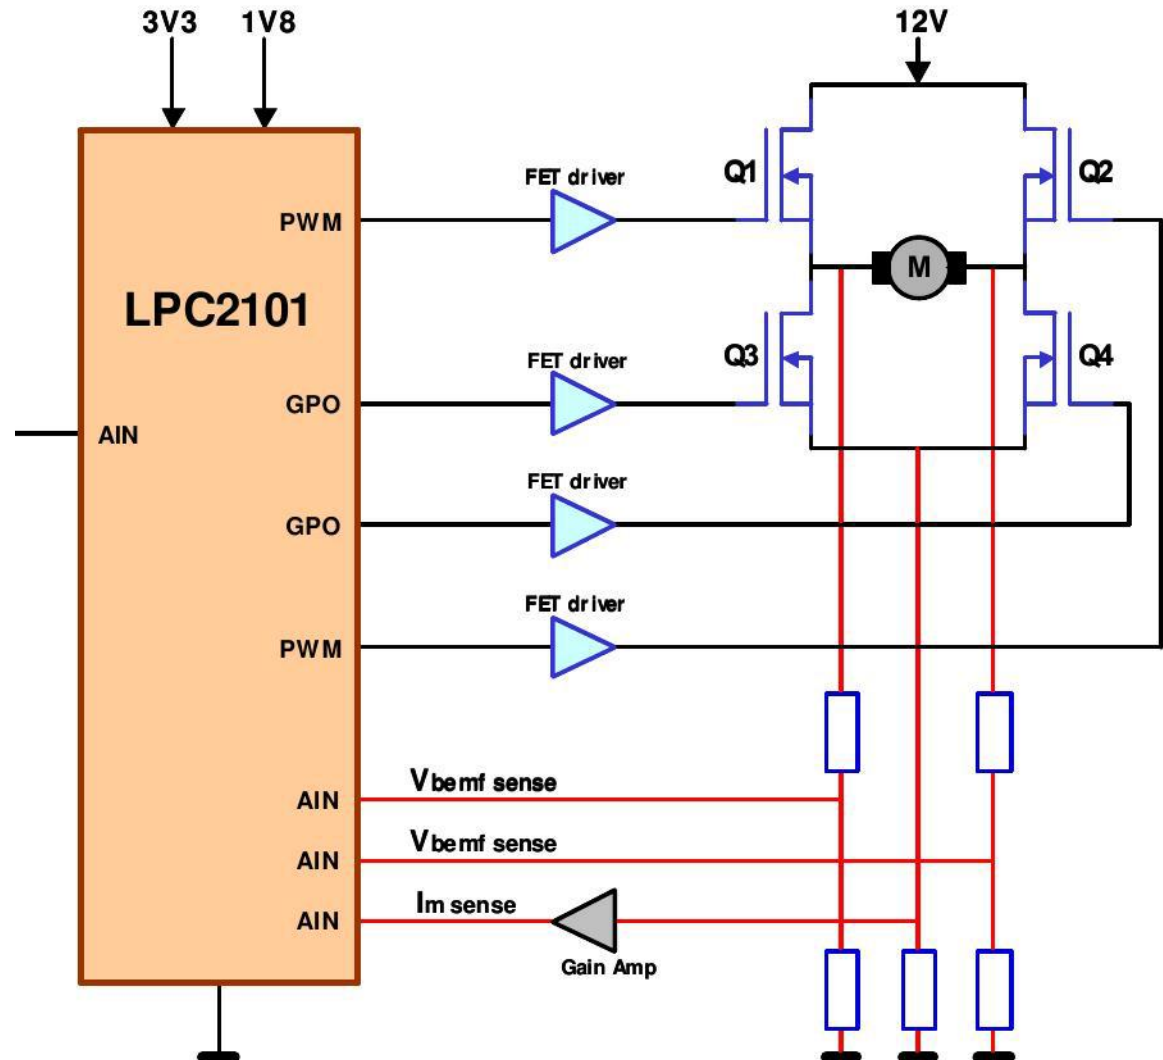 3V3 1V8 12V
FET driver Q1 Q2
PWM
M
LPC2101
FET driver Q3 Q4
GPO
AIN
FET driver
GPO
FET driver
PWM
Vbemf sense
AIN
Vbemf sense
AIN
Im sense
AIN
Gain Amp